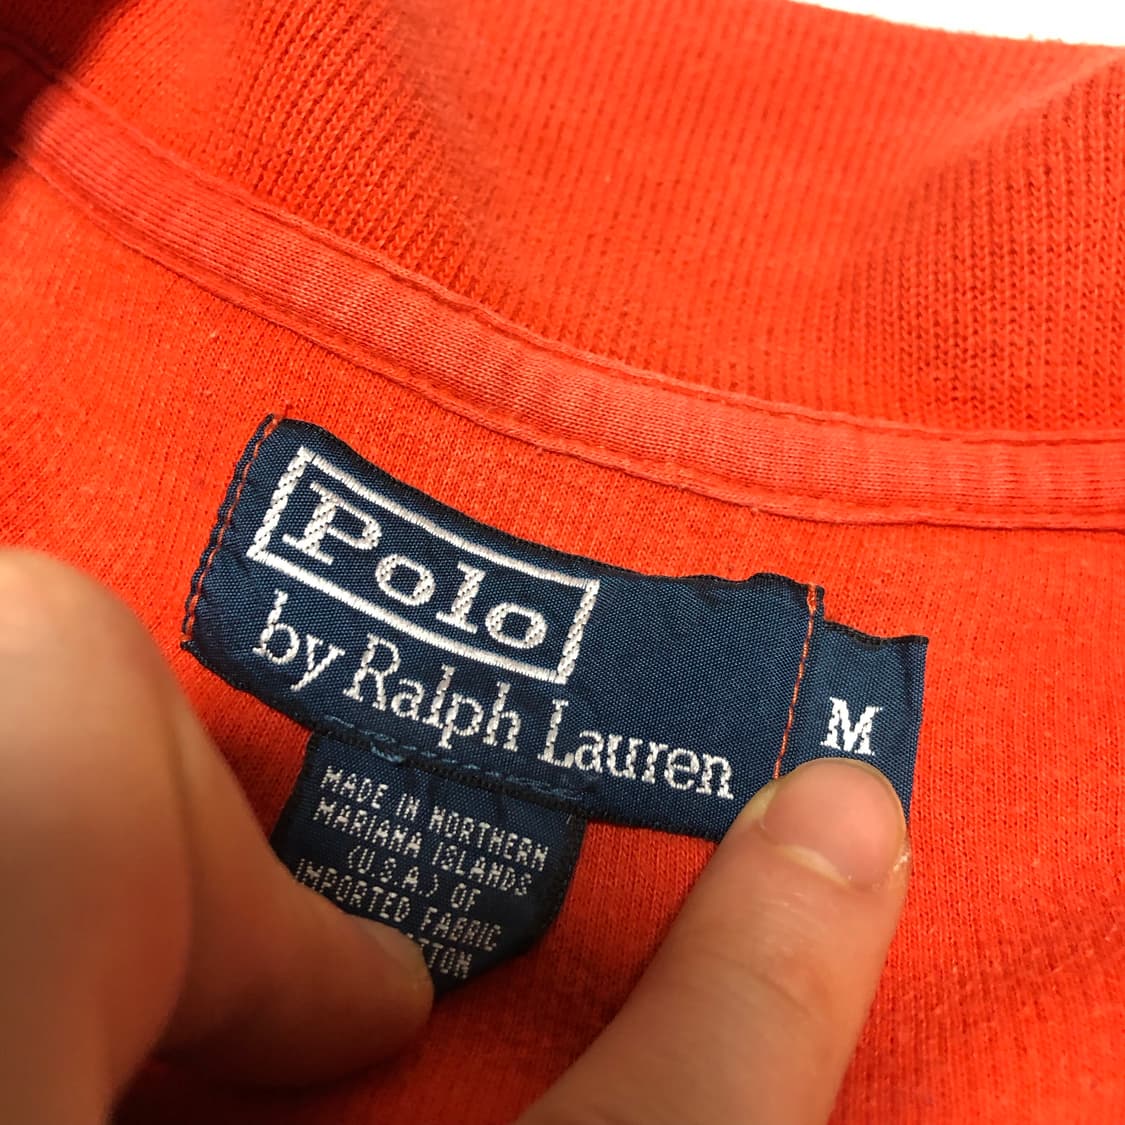 Polo
by Ralph Lauren
M
MADE IN NORTHERN
MARIANA ISLANDS
(U.S.A.) OF
IMPORTED FABRIC